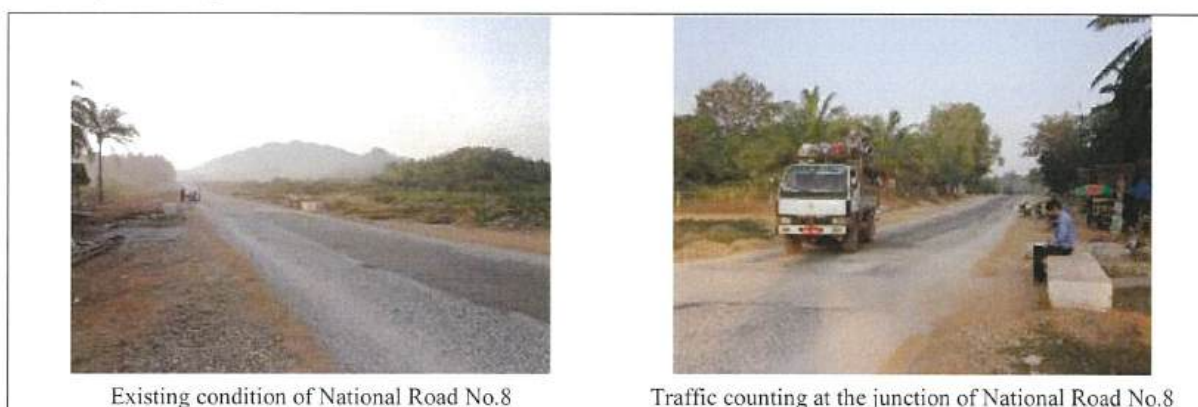 Existing condition of National Road No.8
Traffic counting at the junction of National Road No.8